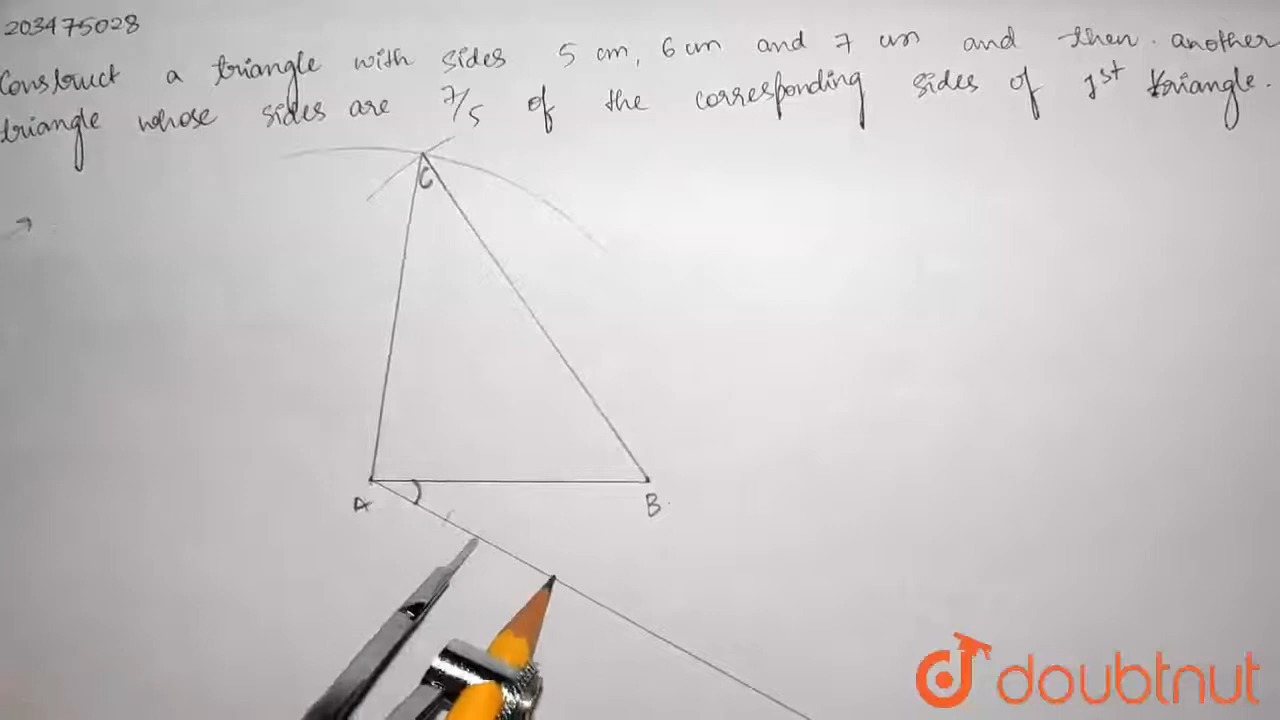 203475028
Construct a triangle with sides 5 cm, 6 cm and 7 cm and then another
triangle whose sides are 7/5 of the corresponding sides of 1st triangle.
C
A
B
doubtnut